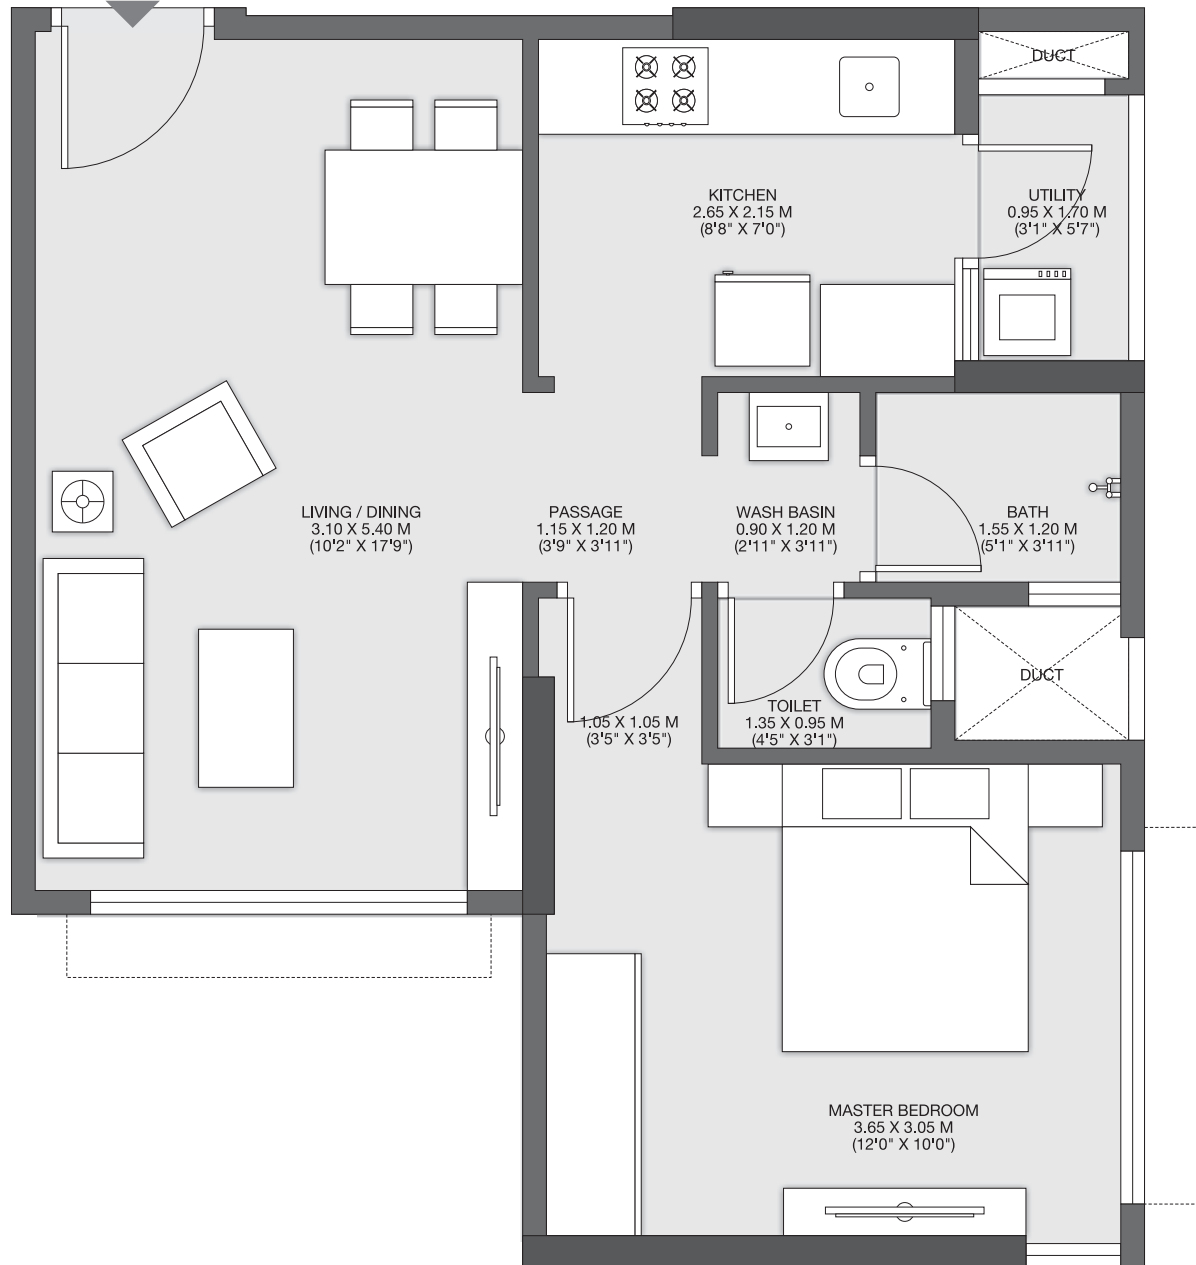 DUCT
KITCHEN
2.65 X 2.15 M
(8'8" X 7'0")
UTILITY
0.95 X 1.70 M
(3'1" X 5'7")
LIVING / DINING
3.10 X 5.40 M
(10'2" X 17'9")
PASSAGE
1.15 X 1.20 M
(3'9" X 3'11")
WASH BASIN
0.90 X 1.20 M
(2'11" X 3'11")
BATH
1.55 X 1.20 M
(5'1" X 3'11")
DUCT
1.05 X 1.05 M
(3'5" X 3'5")
TOILET
1.35 X 0.95 M
(4'5" X 3'1")
MASTER BEDROOM
3.65 X 3.05 M
(12'0" X 10'0")